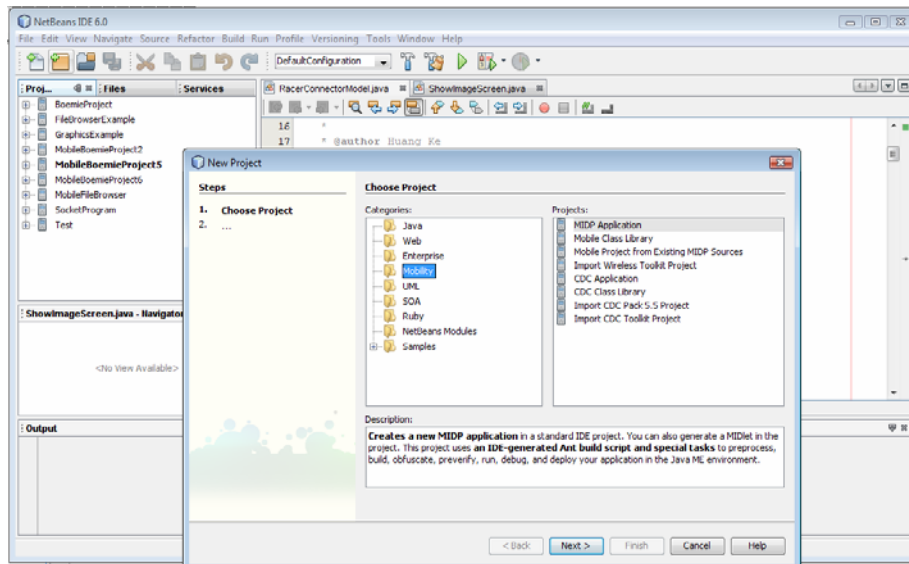 NetBeans IDE 6.0
File Edit View Navigate Source Refactor Build Run Profile Versioning Tools Window Help
DefaultConfiguration
Proj... Files Services
RacerConnectorModel.java ShowImageScreen.java
BoemieProject
FileBrowserExample
GraphicsExample
MobileBoemieProject2
MobileBoemieProject5
MobileBoemieProject6
MobileFileBrowser
SocketProgram
Test
16 *
17 * @author Huang Ke
ShowImageScreen.java - Navigator
<No View Available>
Output
New Project
Steps
1. Choose Project
2. ...
Choose Project
Categories:
Java
Web
Enterprise
Mobility
UML
SOA
Ruby
NetBeans Modules
Samples
Projects:
MIDP Application
Mobile Class Library
Mobile Project from Existing MIDP Sources
Import Wireless Toolkit Project
CDC Application
CDC Class Library
Import CDC Pack 5.5 Project
Import CDC Toolkit Project
Description:
Creates a new MIDP application in a standard IDE project. You can also generate a MIDlet in the
project. This project uses an IDE-generated Ant build script and special tasks to preprocess,
build, obfuscate, preverify, run, debug, and deploy your application in the Java ME environment.
< Back Next > Finish Cancel Help